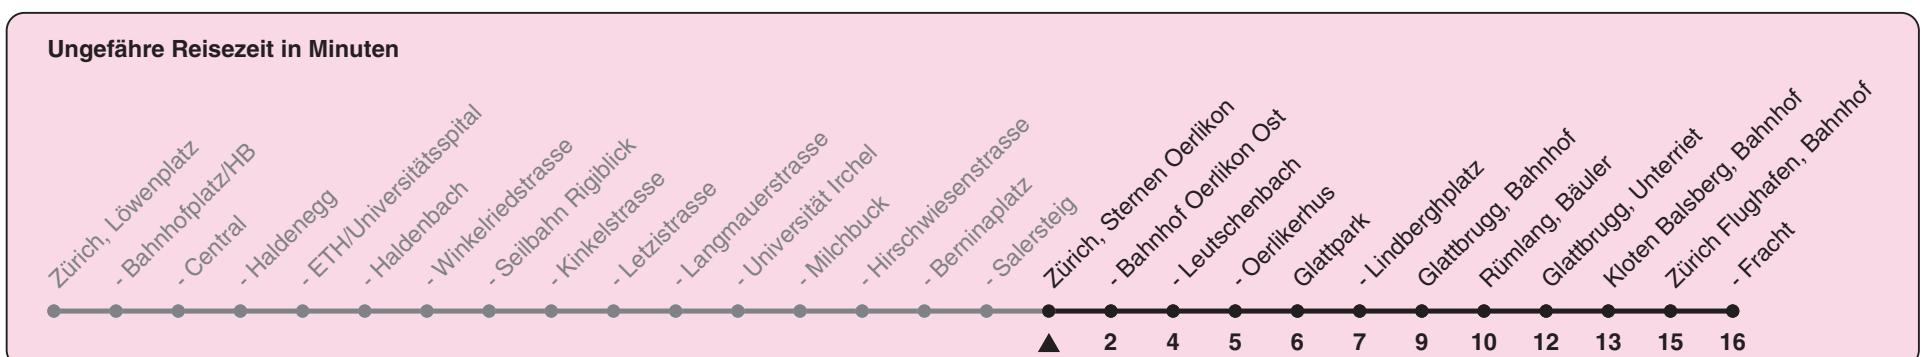 Ungefähre Reisezeit in Minuten
Zürich, Löwenplatz
- Bahnhofplatz/HB
- Central
- Haldenegg
- ETH/Universitätsspital
- Haldenbach
- Winkelriedstrasse
- Seilbahn Rigiblick
- Kinkelstrasse
- Letzistrasse
- Langmauerstrasse
- Universität Irchel
- Milchbuck
- Hirschwiesenstrasse
- Berninaplatz
- Salersteig
Zürich, Sternen Oerlikon
- Bahnhof Oerlikon Ost
- Leutschenbach
- Oerlikerhus
Glattpark
- Lindberghplatz
Glattbrugg, Bahnhof
Rümlang, Bäuler
Glattbrugg, Unterriet
Kloten Balsberg, Bahnhof
Zürich Flughafen, Bahnhof
- Fracht
2 4 5 6 7 9 10 12 13 15 16